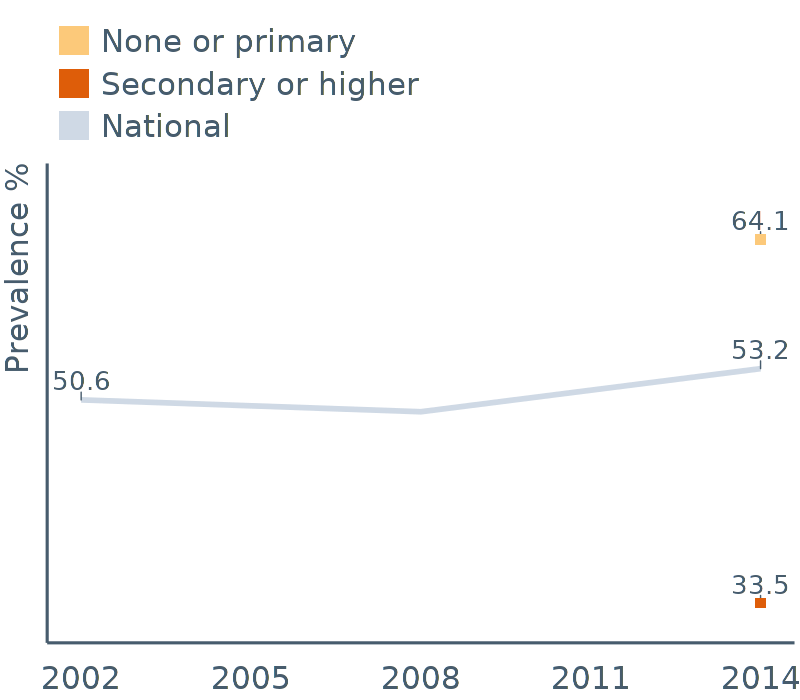 None or primary
Secondary or higher
National
Prevalence %
64.1
53.2
50.6
33.5
2002 2005 2008 2011 2014